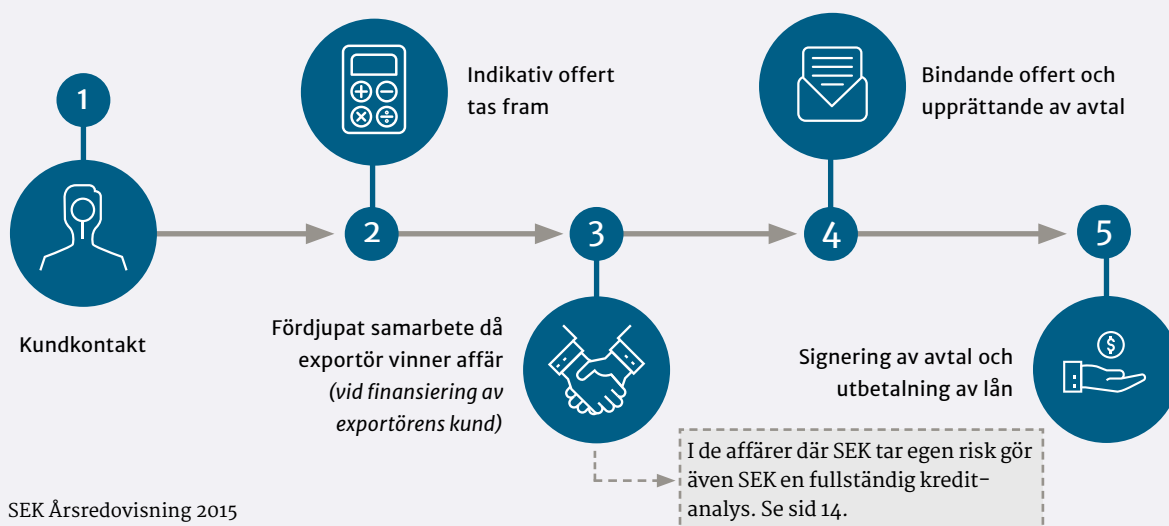 1
Kundkontakt
Indikativ offert
tas fram
2
3
Fördjupat samarbete då
exportör vinner affär
(vid finansiering av
exportörens kund)
I de affärer där SEK tar egen risk gör
även SEK en fullständig kredit-
analys. Se sid 14.
Bindande offert och
upprättande av avtal
4
5
Signering av avtal och
utbetalning av lån
$
SEK Årsredovisning 2015